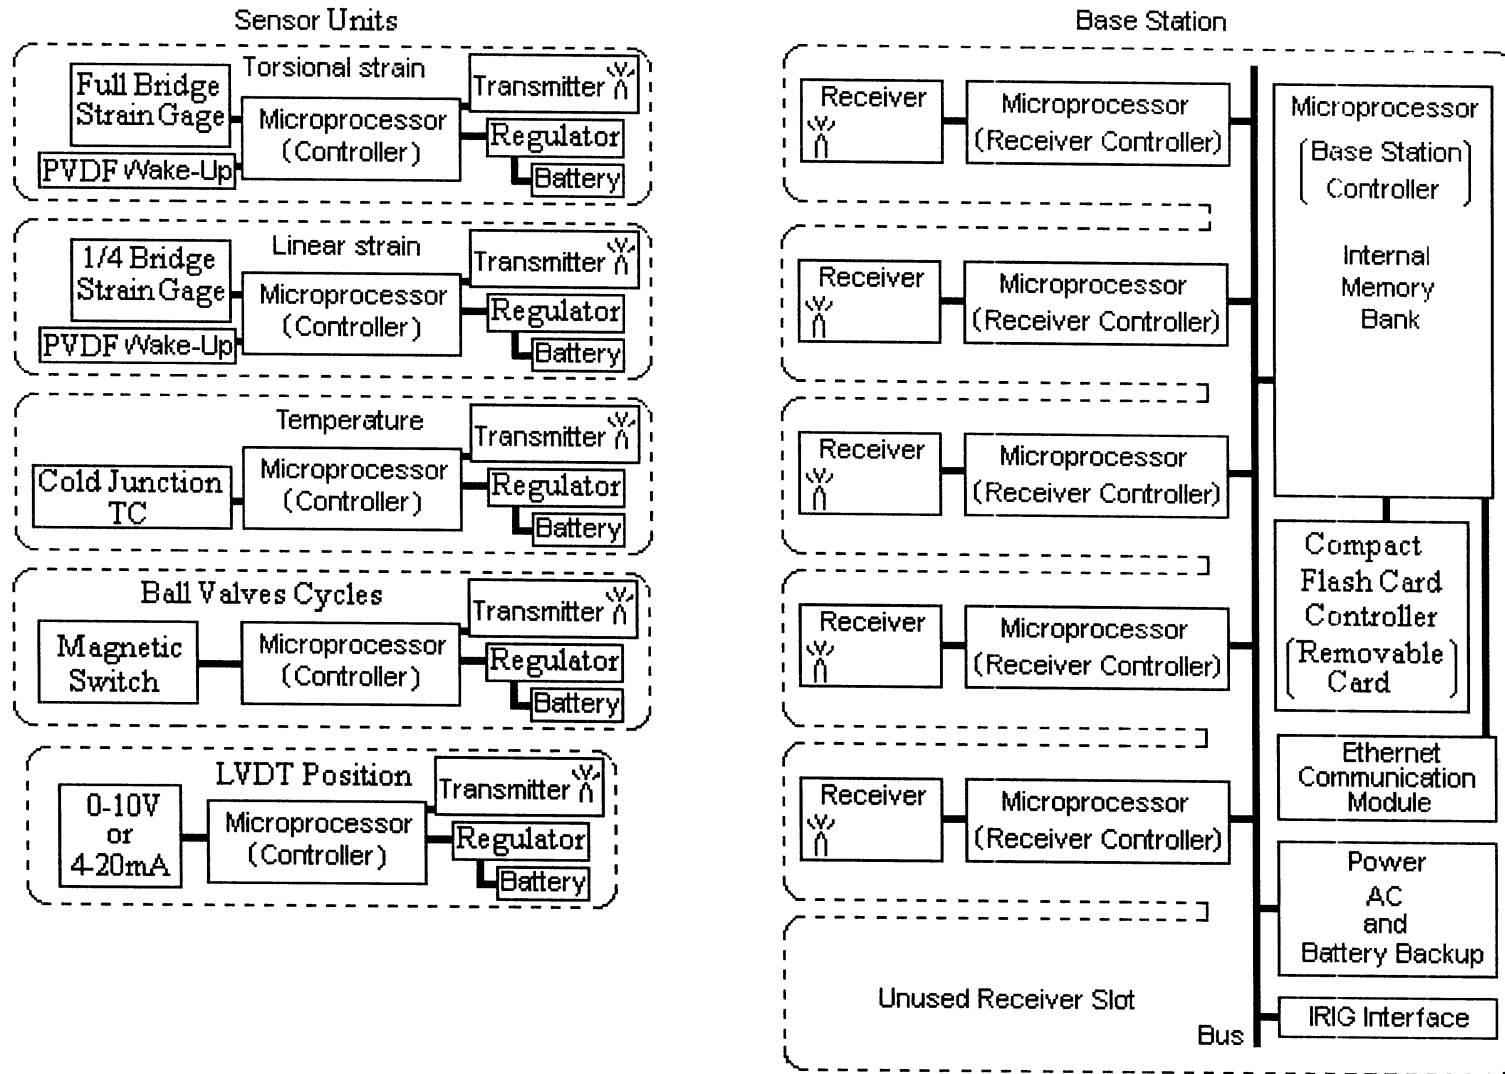 Sensor Units
Torsional strain
Full Bridge
Strain Gage
PVDF Wake-Up
Microprocessor
(Controller)
Transmitter
Regulator
Battery
Linear strain
1/4 Bridge
Strain Gage
PVDF Wake-Up
Microprocessor
(Controller)
Transmitter
Regulator
Battery
Temperature
Cold Junction
TC
Microprocessor
(Controller)
Transmitter
Regulator
Battery
Ball Valves Cycles
Magnetic
Switch
Microprocessor
(Controller)
Transmitter
Regulator
Battery
LVDT Position
0-10V
or
4-20mA
Microprocessor
(Controller)
Transmitter
Regulator
Battery
Base Station
Receiver
Microprocessor
(Receiver Controller)
Receiver
Microprocessor
(Receiver Controller)
Receiver
Microprocessor
(Receiver Controller)
Receiver
Microprocessor
(Receiver Controller)
Receiver
Microprocessor
(Receiver Controller)
Unused Receiver Slot
Bus
Microprocessor
(Base Station
Controller)
Internal
Memory
Bank
Compact
Flash Card
Controller
(Removable
Card)
Ethernet
Communication
Module
Power
AC
and
Battery Backup
IRIG Interface